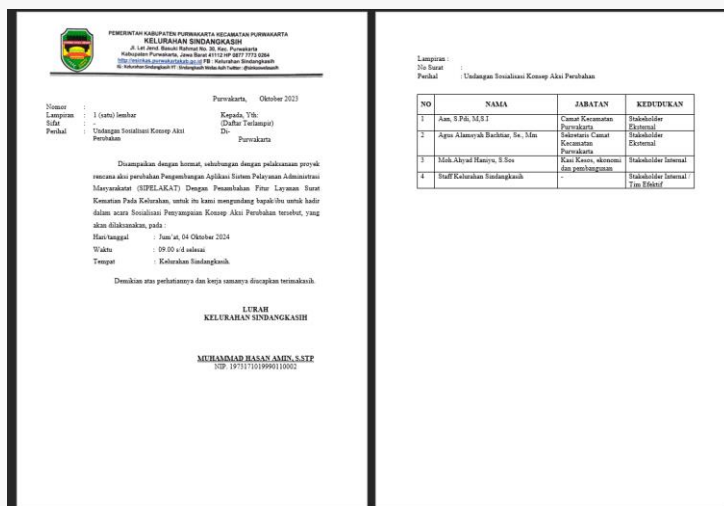 PEMERINTAH KABUPATEN PURWAKARTA KECAMATAN PURWAKARTA
KELURAHAN SINDANGKASIH
Jl. Let Jend. Basuki Rahmat No. 30, Kec. Purwakarta
Kabupaten Purwakarta, Jawa Barat 41112 HP 0877 7773 0264
FB : Kelurahan Sindangkasih
Purwakarta, Oktober 2023
Nomor :
Lampiran : 1 (satu) lembar
Sifat : -
Perihal : Undangan Sosialisasi Konsep Aksi
Perubahan
Kepada, Yth:
(Daftar Terlampir)
Di-
Purwakarta
Disampaikan dengan hormat, sehubungan dengan pelaksanaan proyek
rencana aksi perubahan Pengembangan Aplikasi Sistem Pelayanan Administrasi
Masyarakatat (SIPELAKAT) Dengan Penambahan Fitur Layanan Surat
Kematian Pada Kelurahan, untuk itu kami mengundang bapak/ibu untuk hadir
dalam acara Sosialisasi Penyampaian Konsep Aksi Perubahan tersebut, yang
akan dilaksanakan, pada :
Hari/tanggal : Jum'at, 04 Oktober 2024
Waktu : 09.00 s/d selesai
Tempat : Kelurahan Sindangkasih.
Demikian atas perhatiannya dan kerja samanya diucapkan terimakasih.
LURAH
KELURAHAN SINDANGKASIH
MUHAMMAD HASAN AMIN, S.STP
NIP. 1975171019990110002
Lampiran :
No Surat :
Perihal : Undangan Sosialisasi Konsep Aksi Perubahan
NO NAMA JABATAN KEDUDUKAN
1 Aan, S.Pdi, M,S.I Camat Kecamatan Purwakarta Stakeholder Eksternal
2 Agus Alamsyah Bachtiar, Se., Mm Sekretaris Camat Kecamatan Purwakarta Stakeholder Eksternal
3 Moh.Ahyad Haniyu, S.Sos Kasi Kesos, ekonomi dan pembangunan Stakeholder Internal
4 Staff Kelurahan Sindangkasih - Stakeholder Internal / Tim Efektif